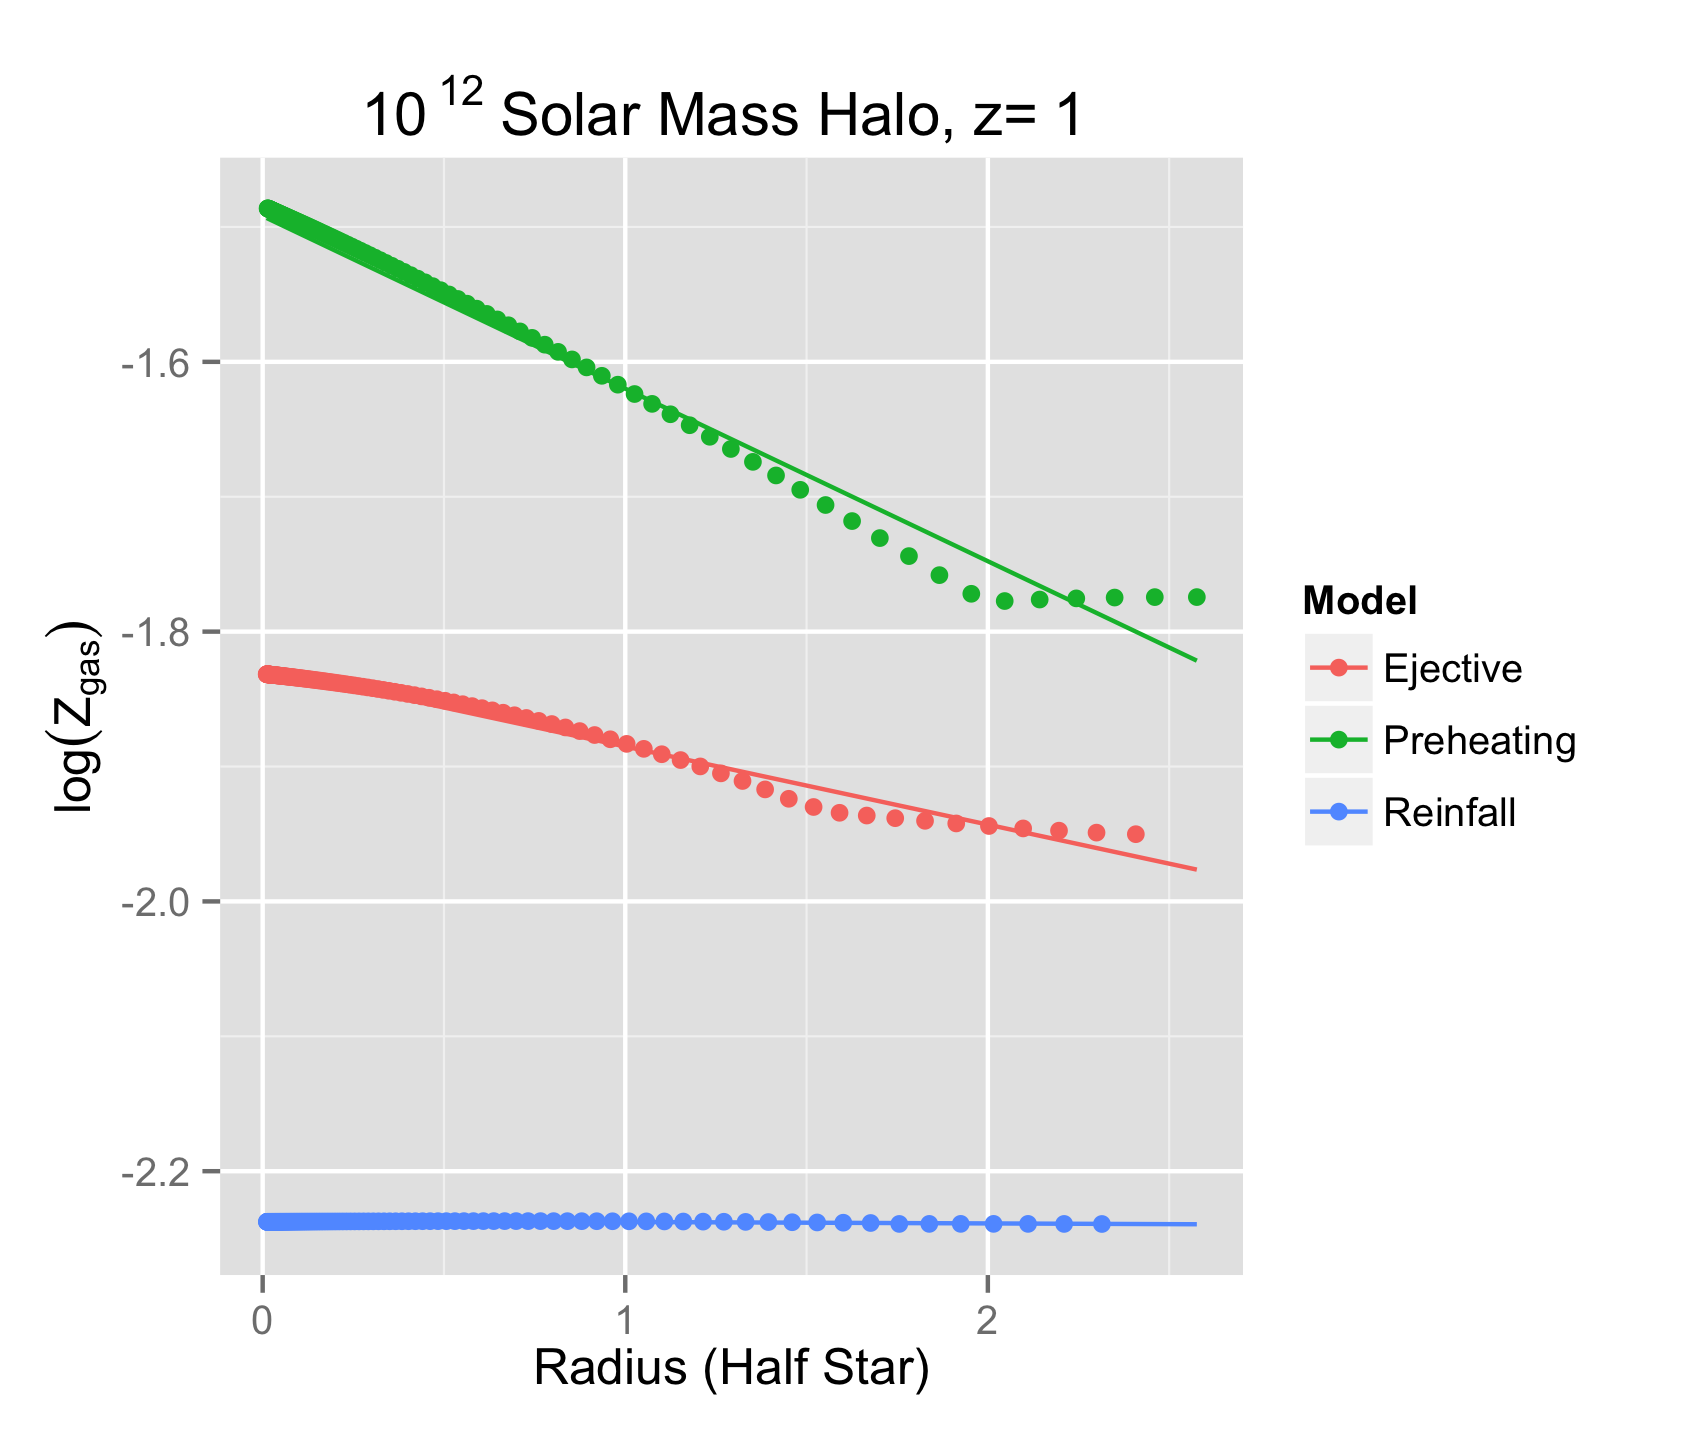 10 12 Solar Mass Halo, z= 1
-1.6
-1.8
-2.0
-2.2
log(Zgas)
0 1 2
Radius (Half Star)
Model
Ejective
Preheating
Reinfall